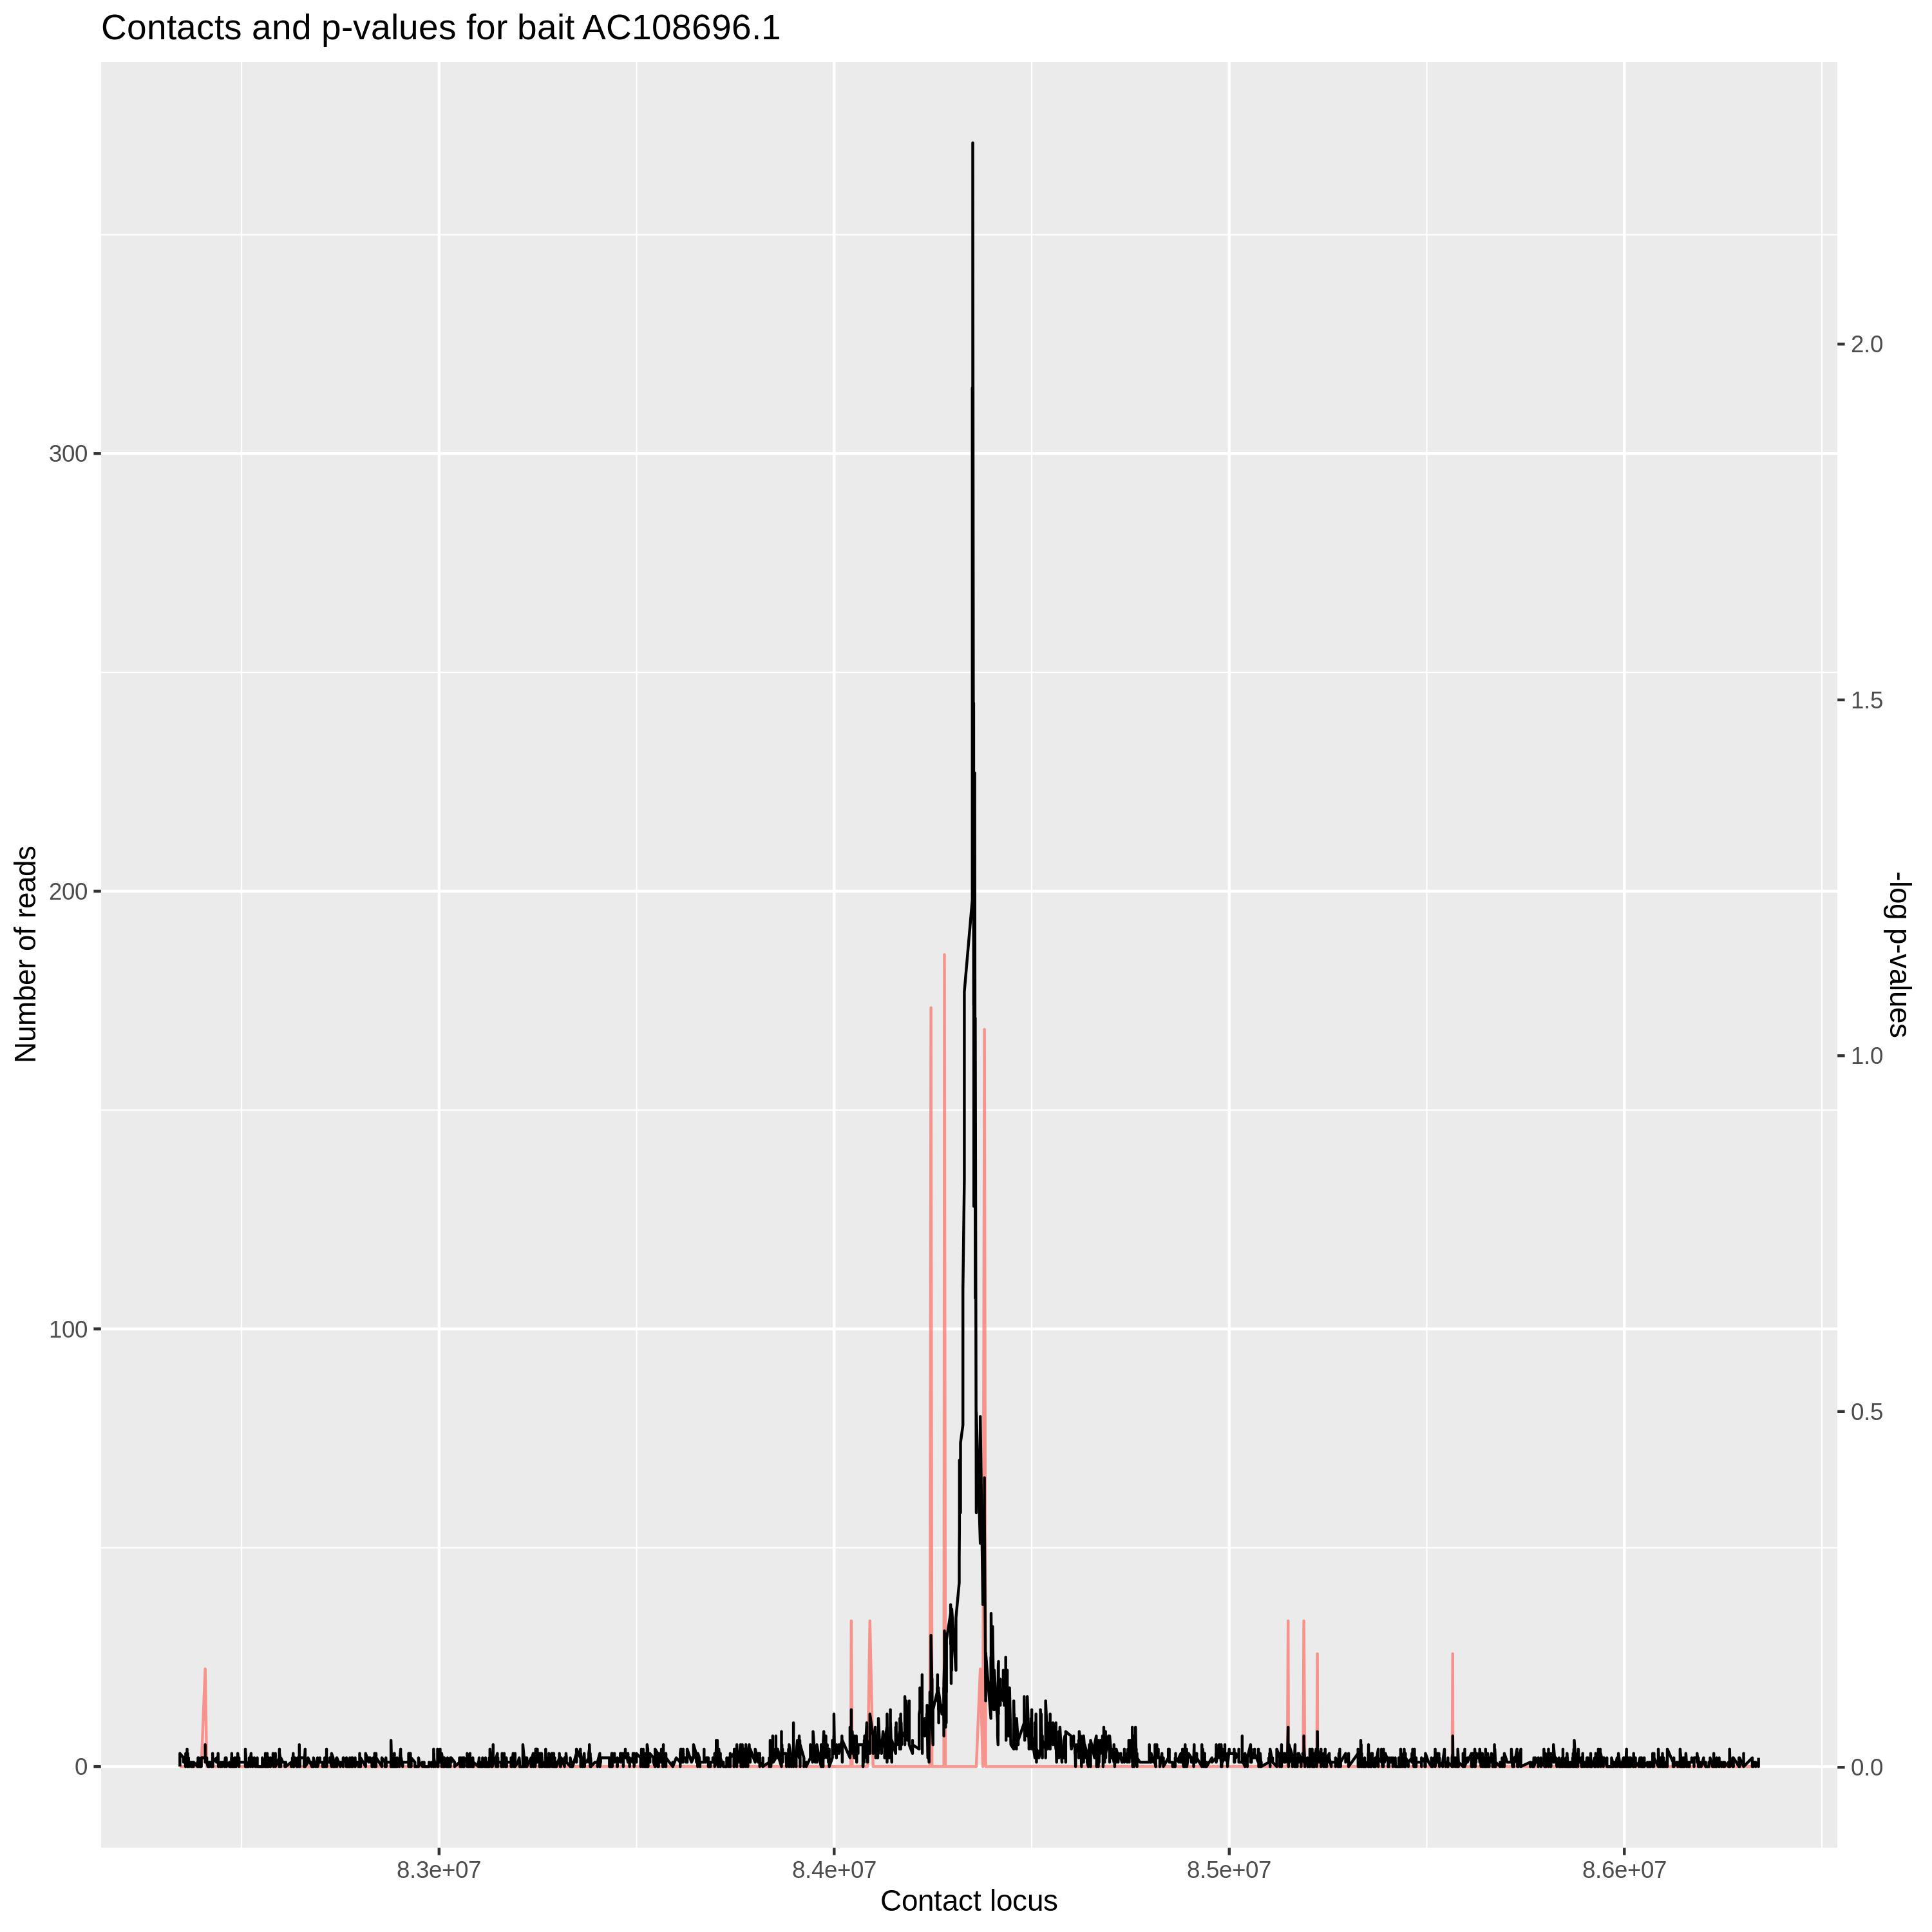 Contacts and p-values for bait AC108696.1
Number of reads
300
200
100
0
2.0
1.5
1.0
0.5
0.0
-log p-values
8.3e+07 8.4e+07 8.5e+07 8.6e+07
Contact locus